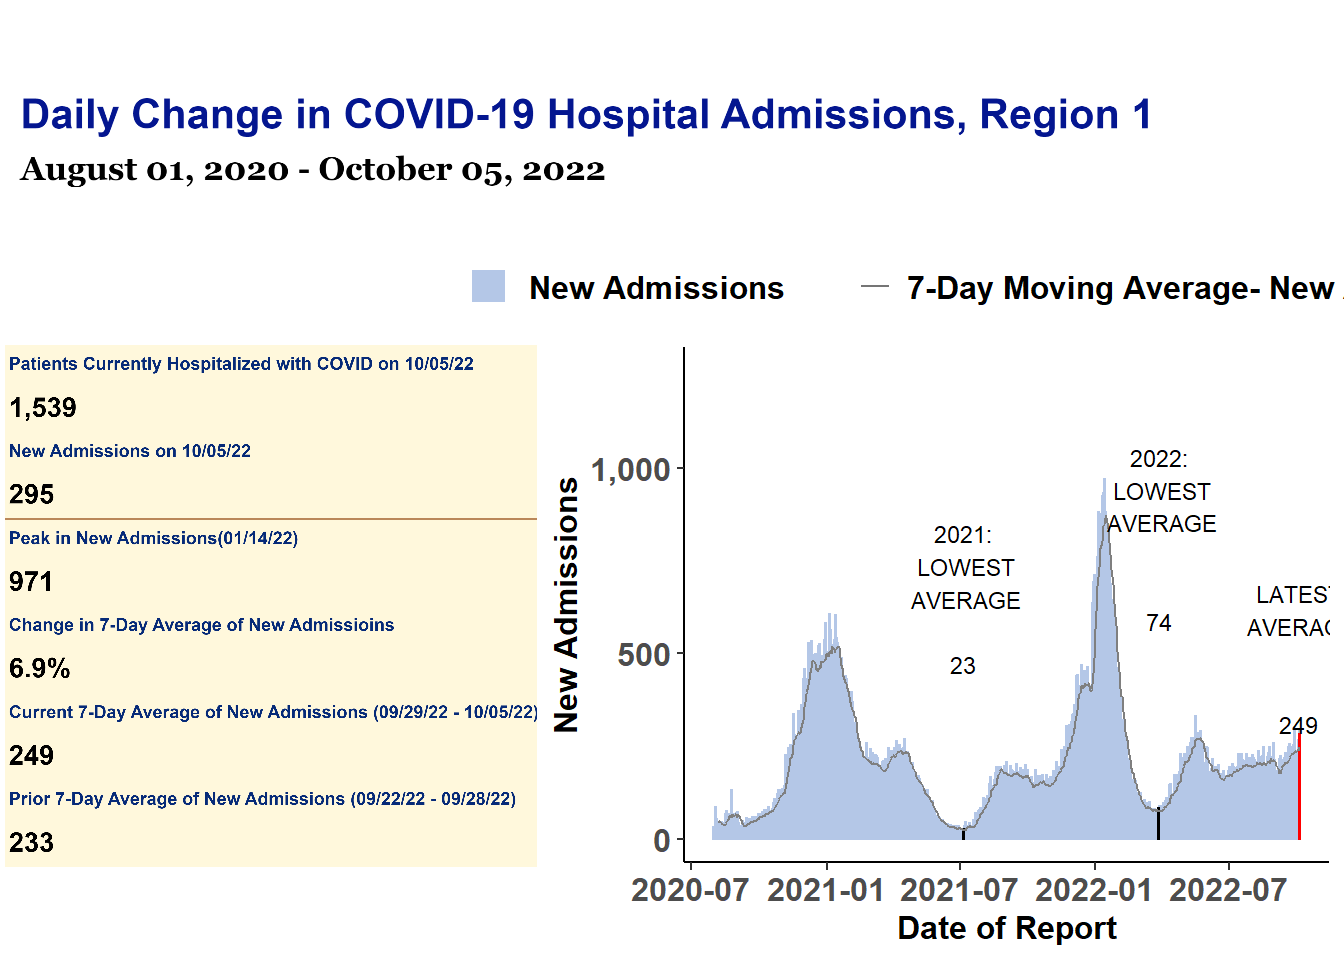 Daily Change in COVID-19 Hospital Admissions, Region 1
August 01, 2020 - October 05, 2022
New Admissions
7-Day Moving Average- New
Patients Currently Hospitalized with COVID on 10/05/22
1,539
New Admissions on 10/05/22
295
Peak in New Admissions(01/14/22)
971
Change in 7-Day Average of New Admissioins
6.9%
Current 7-Day Average of New Admissions (09/29/22 - 10/05/22)
249
Prior 7-Day Average of New Admissions (09/22/22 - 09/28/22)
233
New Admissions
1,000
500
0
2021:
LOWEST
AVERAGE
23
2022:
LOWEST
AVERAGE
74
LATEST
AVERAG
249
2020-07
2021-01
2021-07
2022-01
2022-07
Date of Report